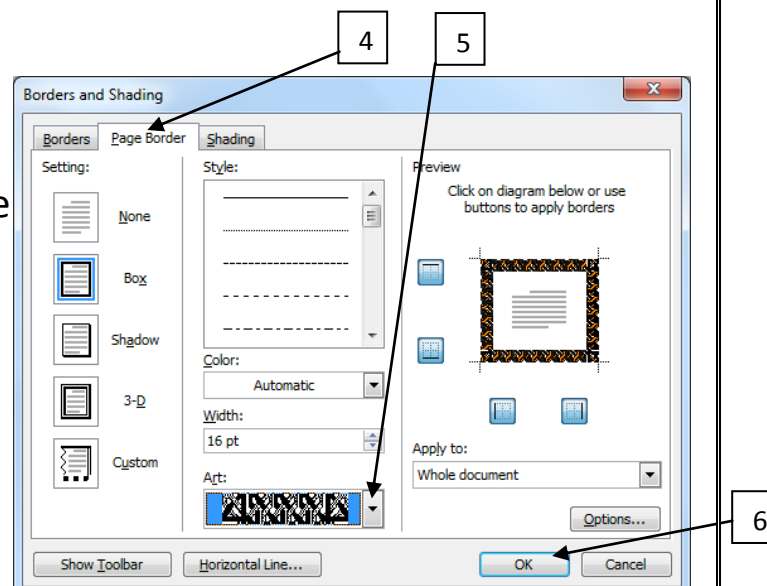 4
5
Borders and Shading
Borders
Page Border
Shading
Setting:
None
Box
Shadow
3-D
Custom
Style:
Color:
Automatic
Width:
16 pt
Art:
Preview
Click on diagram below or use
buttons to apply borders
Apply to:
Whole document
Options...
6
Show Toolbar
Horizontal Line...
OK
Cancel
e